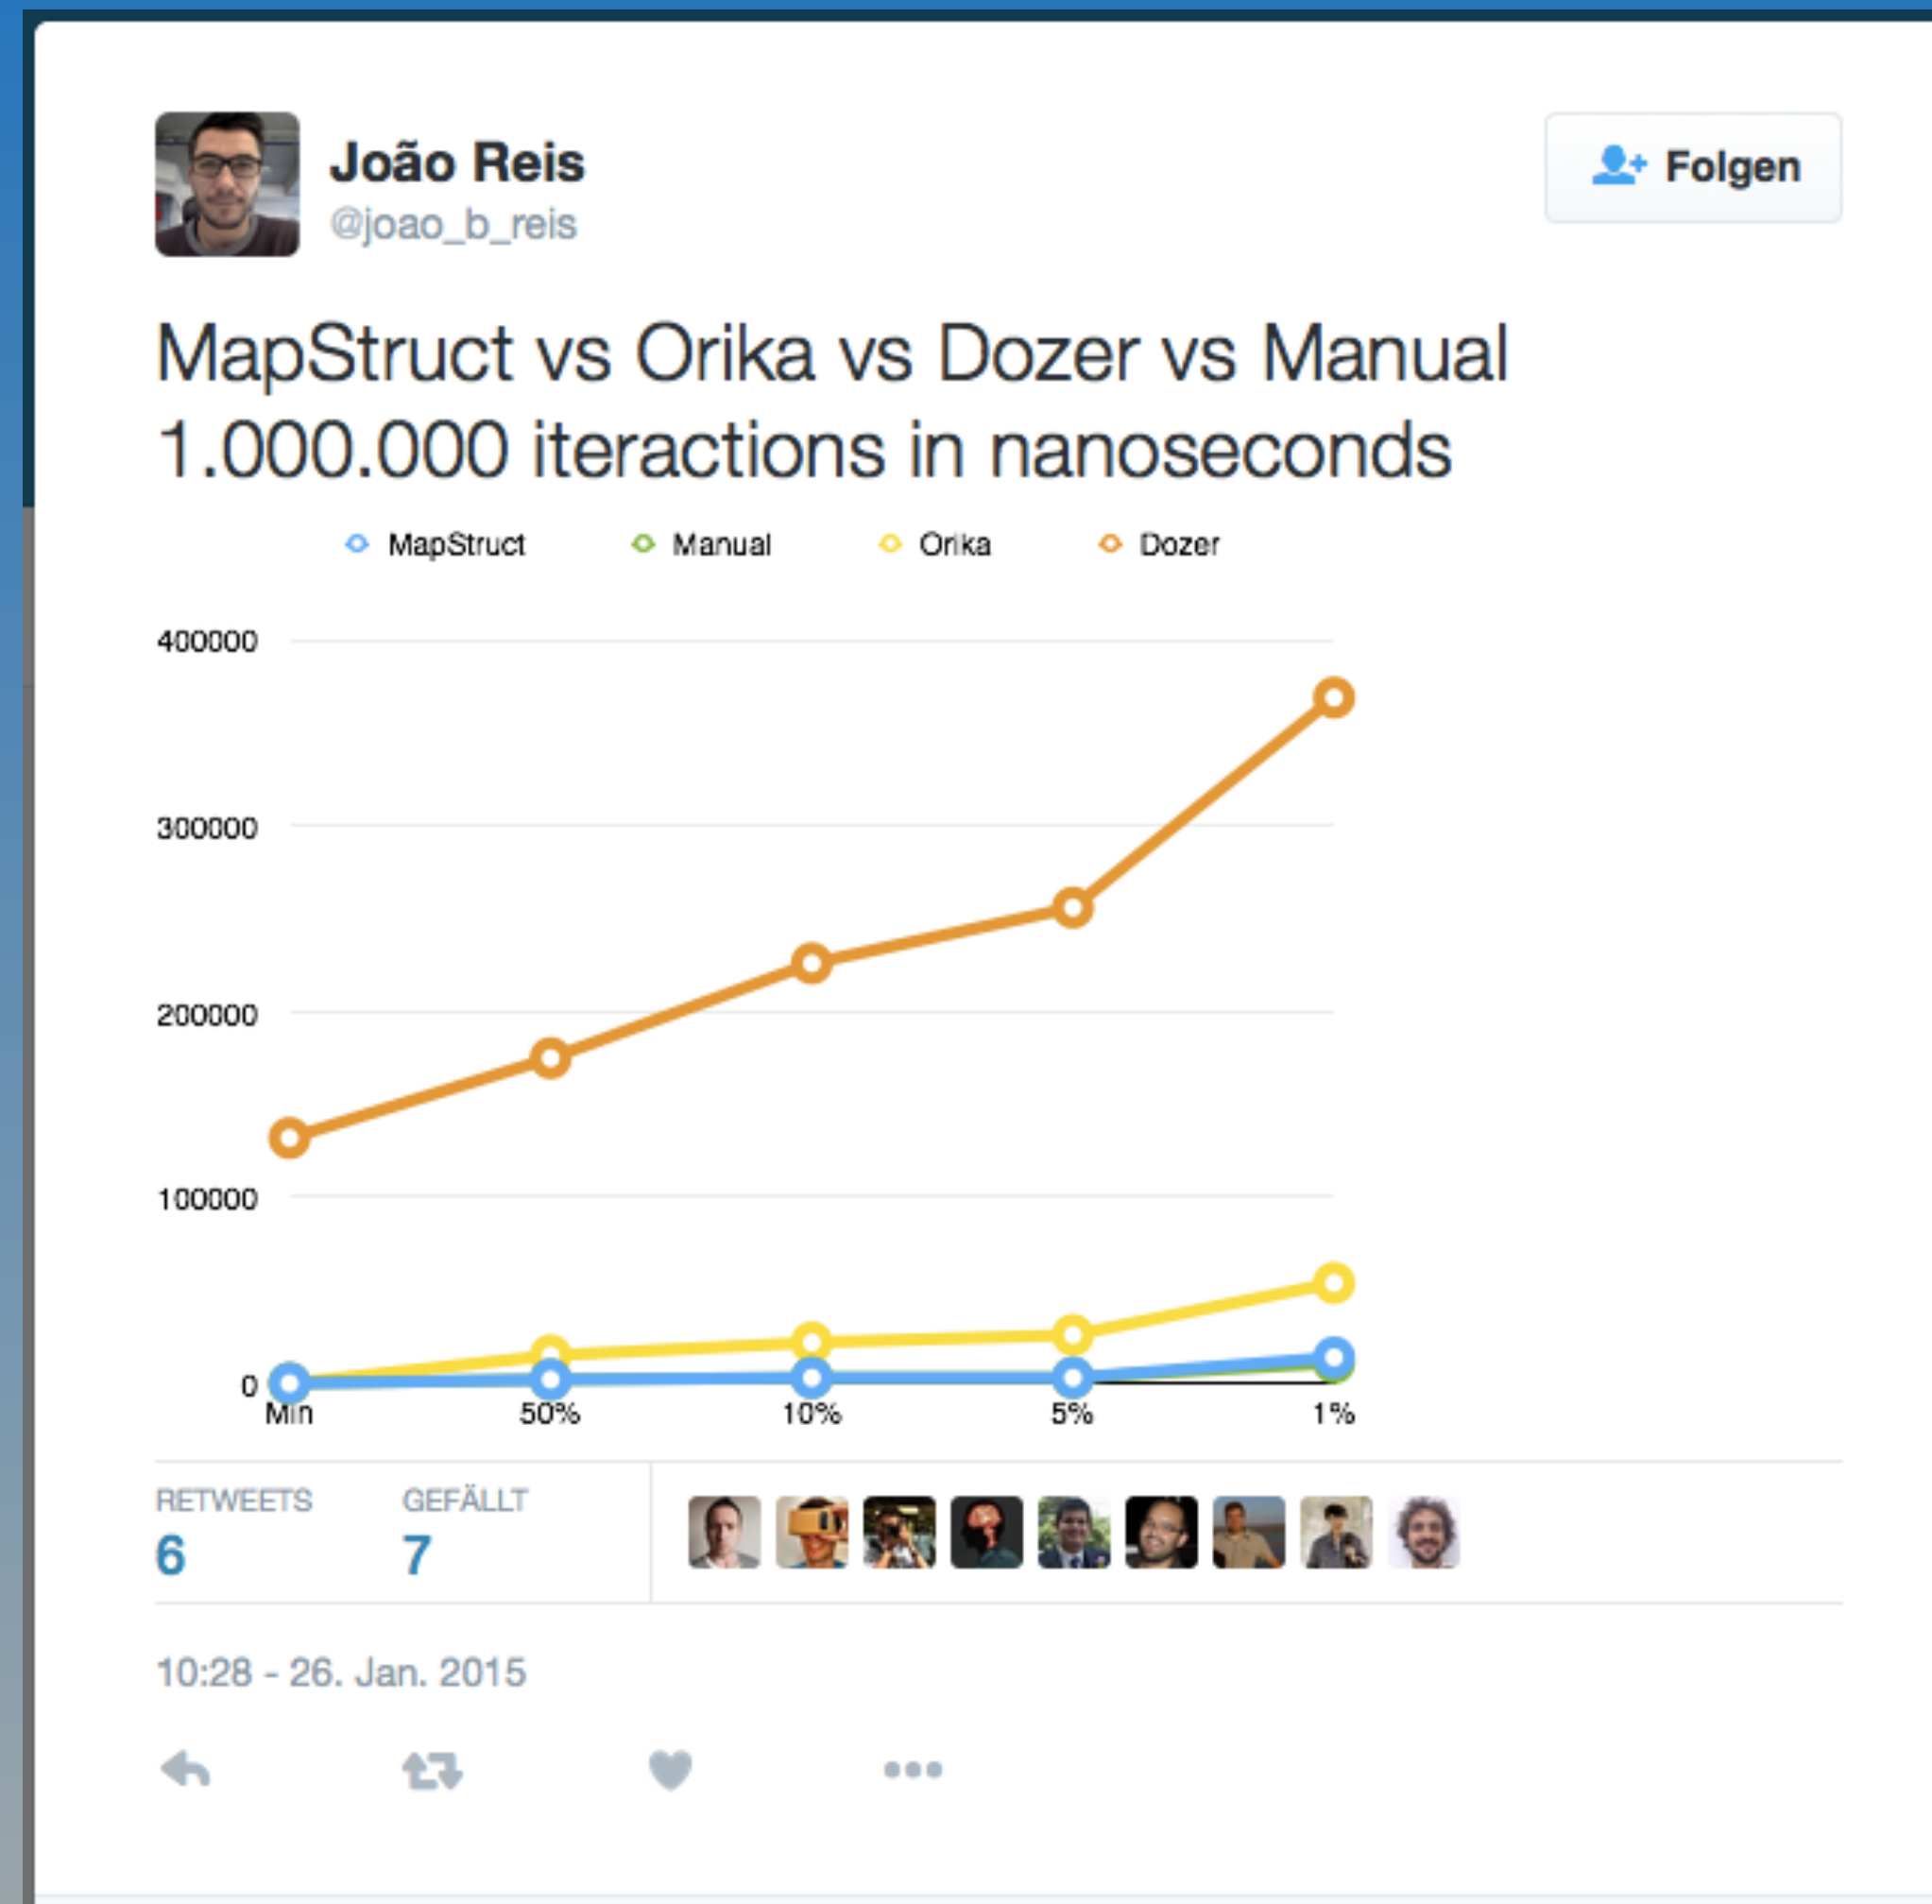 João Reis
@joao_b_reis
Folgen
MapStruct vs Orika vs Dozer vs Manual
1.000.000 iteractions in nanoseconds
MapStruct Manual Orika Dozer
400000
300000
200000
100000
0
Min 50% 10% 5% 1%
RETWEETS GEFÄLLT
6 7
10:28 - 26. Jan. 2015